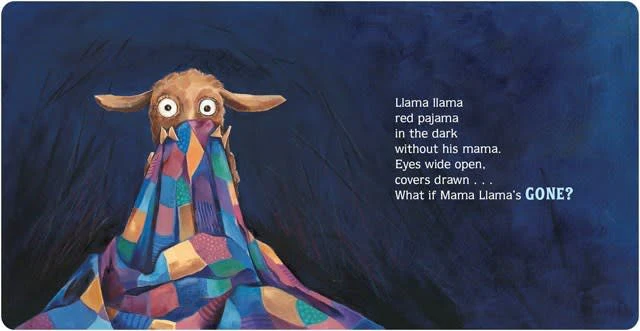 Llama llama
red pajama
in the dark
without his mama.
Eyes wide open,
covers drawn . . .
What if Mama Llama's GONE?